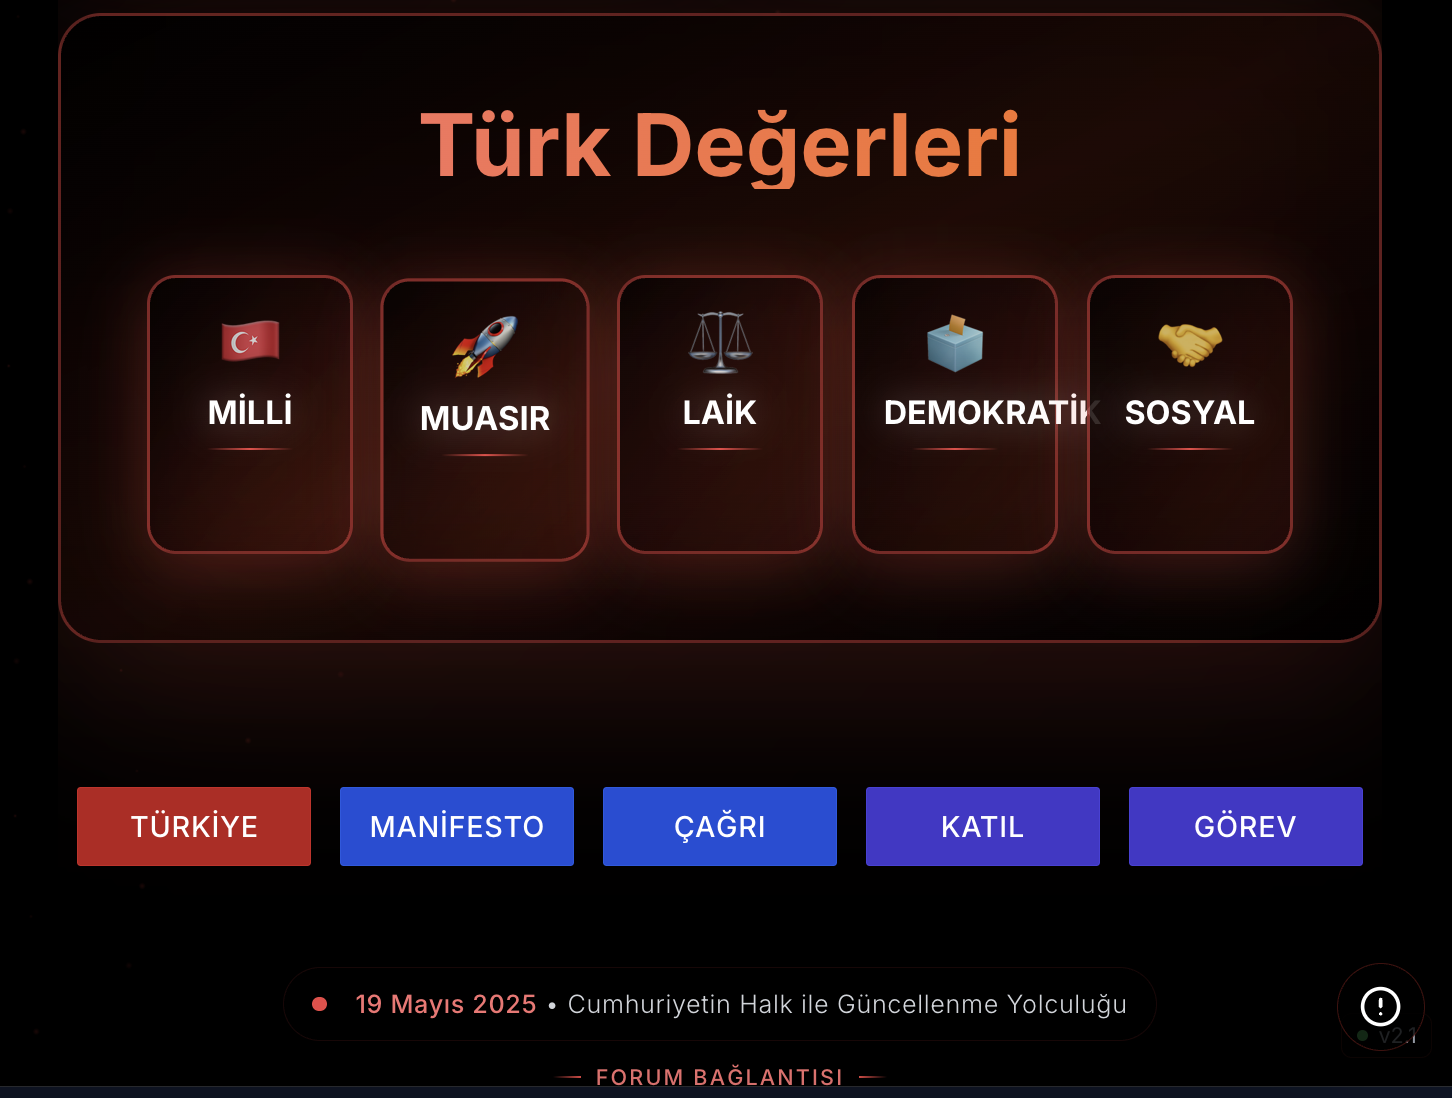 Türk Değerleri
MİLLİ
MUASIR
LAİK
DEMOKRATİK
SOSYAL
TÜRKİYE
MANİFESTO
ÇAĞRI
KATIL
GÖREV
19 Mayıs 2025 • Cumhuriyetin Halk ile Güncellenme Yolculuğu
v2.1
FORUM BAĞLANTISI